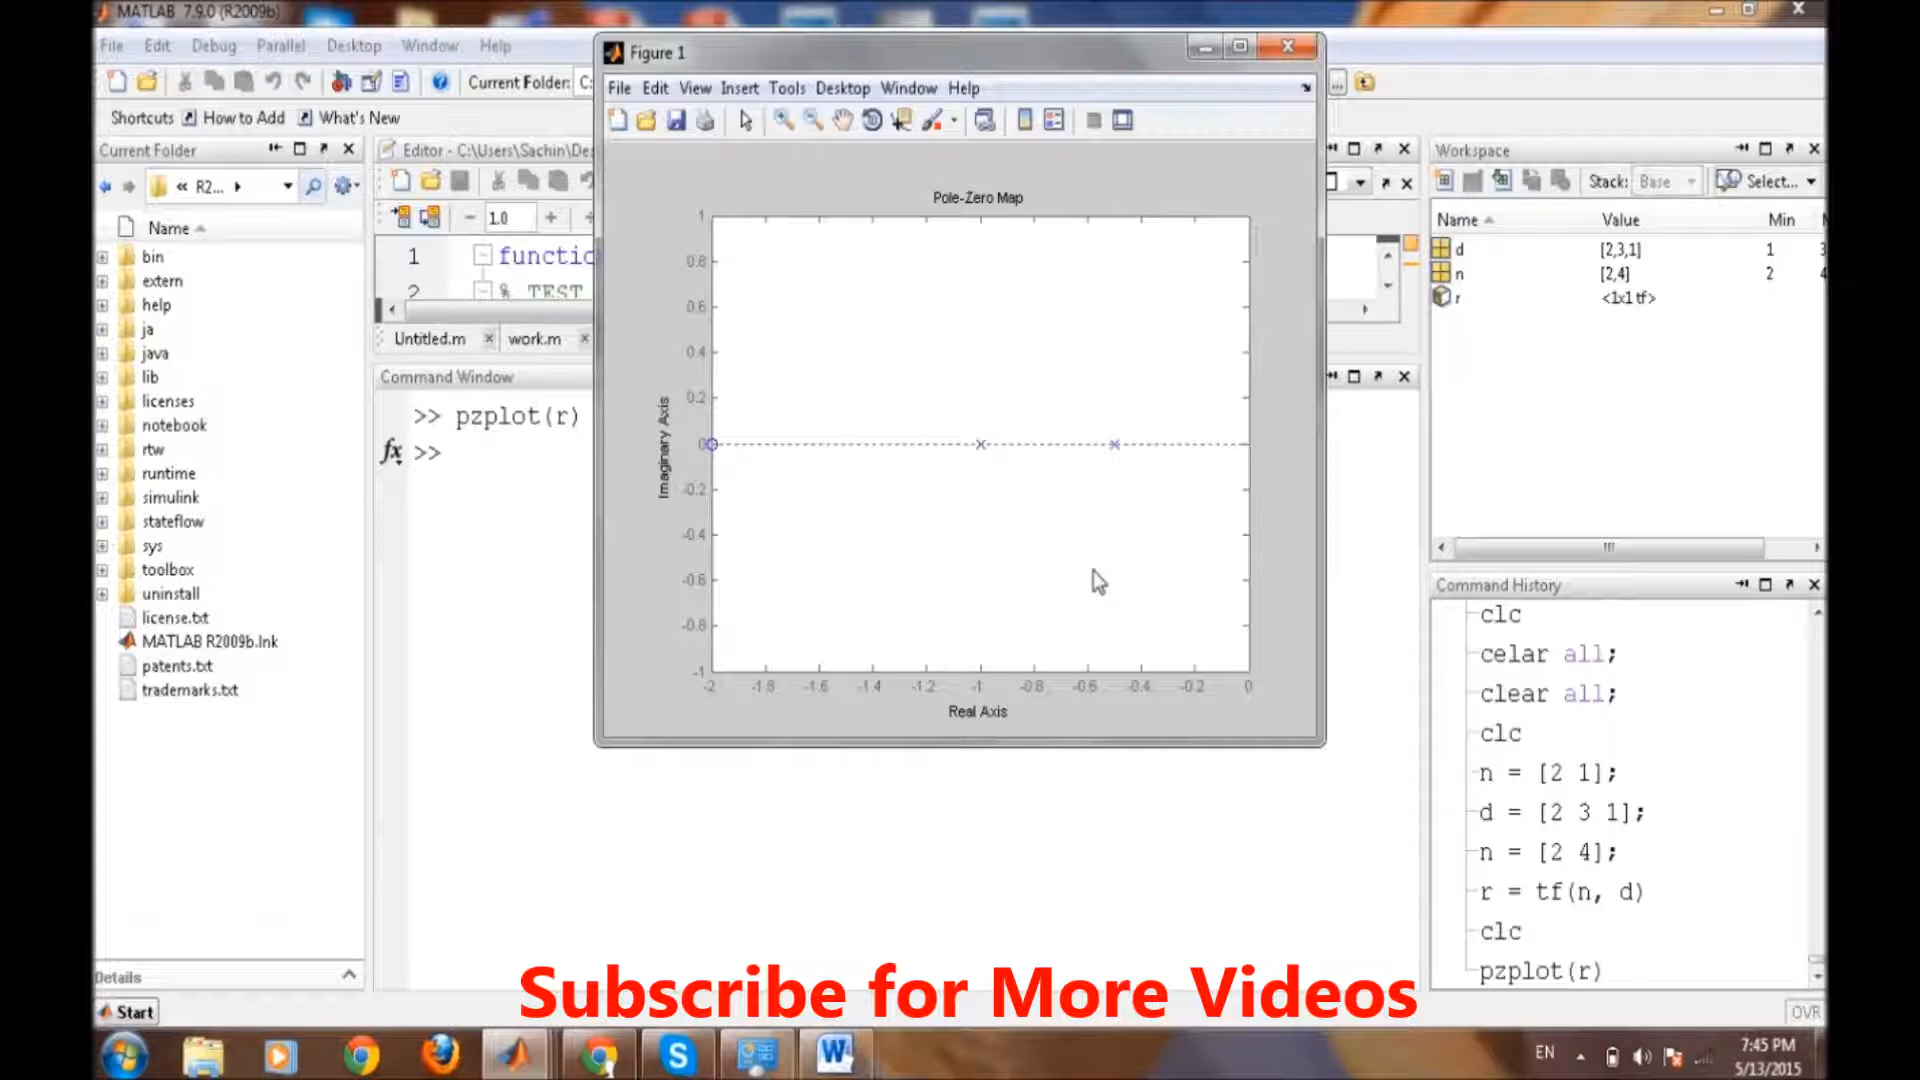 MATLAB 7.9.0 (R2009b)
File Edit Debug Parallel Desktop Window Help
Current Folder: C:
Shortcuts How to Add What's New
Current Folder
« R2...
Name
bin
extern
help
ja
java
lib
licenses
notebook
rtw
runtime
simulink
stateflow
sys
toolbox
uninstall
license.txt
MATLAB R2009b.lnk
patents.txt
trademarks.txt
Details
Start
Editor - C:\Users\Sachin\Des
1.0
1 functio
2 % TEST
Untitled.m work.m
Command Window
>> pzplot(r)
fx >>
Figure 1
File Edit View Insert Tools Desktop Window Help
Pole-Zero Map
1
0.8
0.6
0.4
0.2
0
-0.2
-0.4
-0.6
-0.8
-1
Imaginary Axis
-2 -1.8 -1.6 -1.4 -1.2 -1 -0.8 -0.6 -0.4 -0.2 0
Real Axis
Workspace
Stack: Base Select...
Name Value Min
d [2,3,1] 1 3
n [2,4] 2 4
r <1x1 tf>
Command History
clc
celar all;
clear all;
clc
n = [2 1];
d = [2 3 1];
n = [2 4];
r = tf(n, d)
clc
pzplot(r)
OVR
Subscribe for More Videos
EN
7:45 PM
5/13/2015